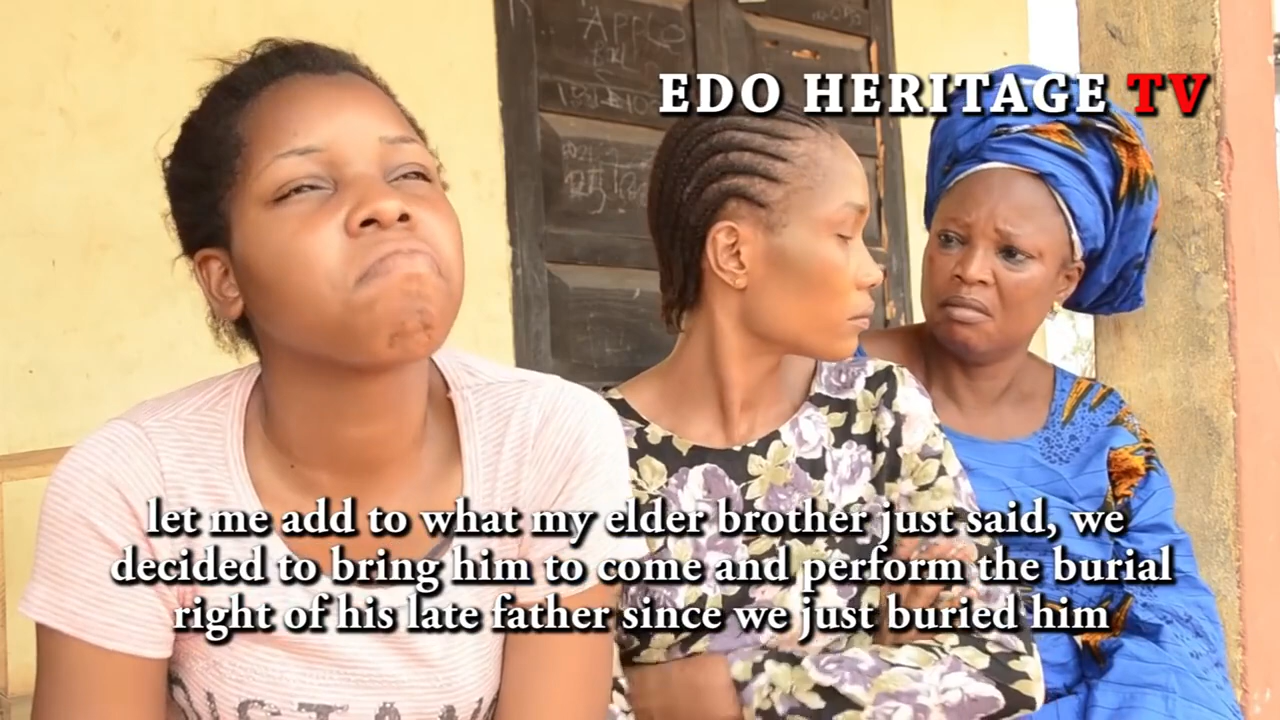 APPLE
EDO HERITAGE TV
let me add to what my elder brother just said, we
decided to bring him to come and perform the burial
right of his late father since we just buried him